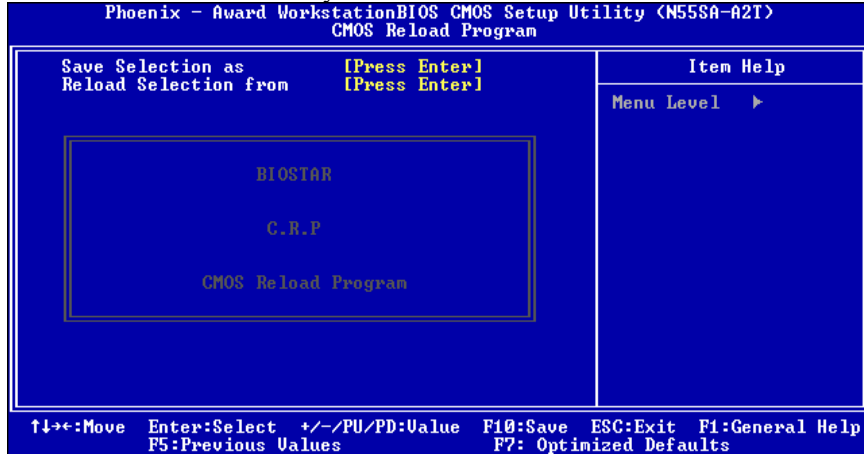 Phoenix - Award WorkstationBIOS CMOS Setup Utility (N55SA-A2T)
CMOS Reload Program
Save Selection as [Press Enter]
Reload Selection from [Press Enter]
Item Help
Menu Level ►
BIOSTAR
C.R.P
CMOS Reload Program
↑↓→←:Move Enter:Select +/-/PU/PD:Value F10:Save ESC:Exit F1:General Help
F5:Previous Values F7: Optimized Defaults